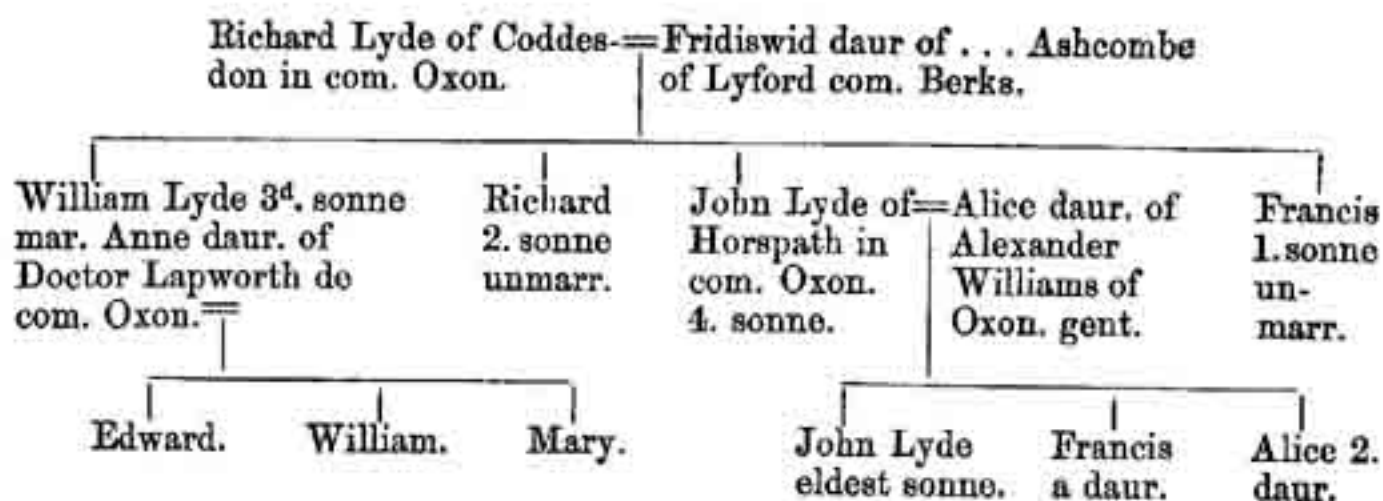 Richard Lyde of Coddes-=Fridiswid daur of . . . Ashcombe
don in com. Oxon. of Lyford com. Berks.
William Lyde 3d. sonne
mar. Anne daur. of
Doctor Lapworth de
com. Oxon.=
Richard
2. sonne
unmarr.
John Lyde of=Alice daur. of
Horspath in Alexander
com. Oxon. Williams of
4. sonne. Oxon. gent.
Francis
1. sonne
un-
marr.
Edward. William. Mary.
John Lyde
eldest sonne.
Francis
a daur.
Alice 2.
daur.